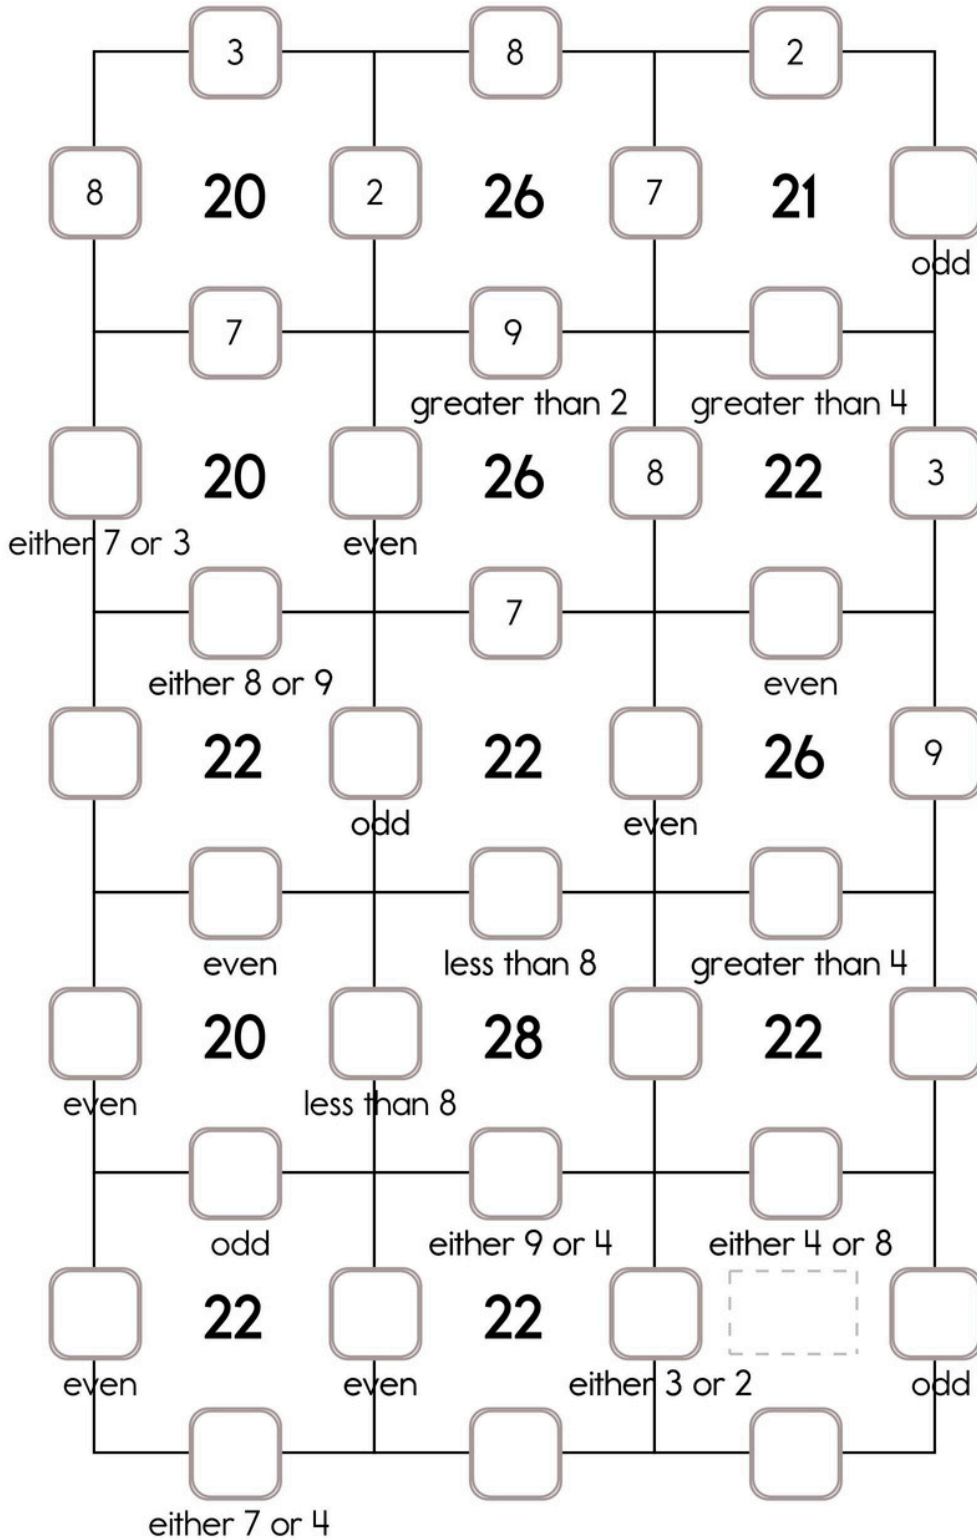 3 8 2
8 20 2 26 7 21
odd
7 9
greater than 2 greater than 4
20 26 8 22 3
either 7 or 3 even
7
either 8 or 9 even
22 22 26 9
odd even
even less than 8 greater than 4
20 28 22
even less than 8
odd either 9 or 4 either 4 or 8
22 22
even even either 3 or 2 odd
either 7 or 4